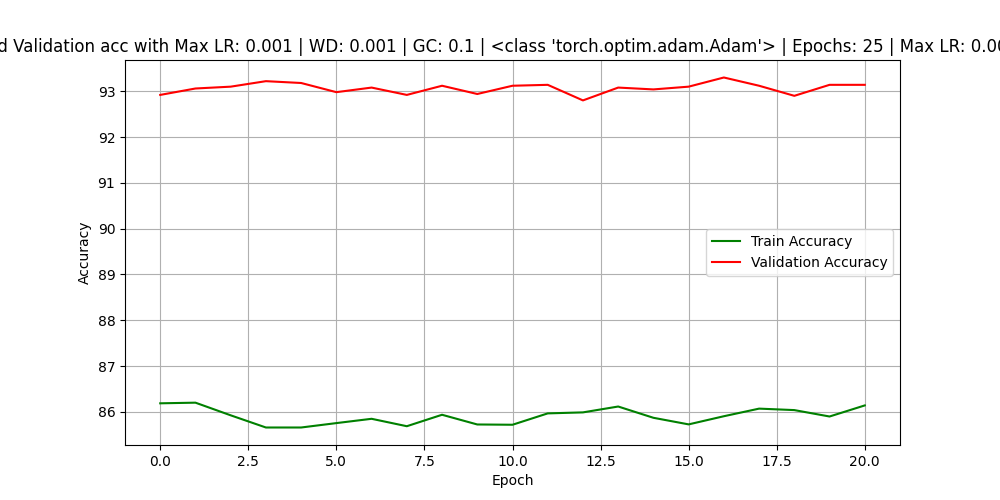 d Validation acc with Max LR: 0.001 | WD: 0.001 | GC: 0.1 | <class 'torch.optim.adam.Adam'> | Epochs: 25 | Max LR: 0.00
93
92
91
90
89
88
87
86
Accuracy
Train Accuracy
Validation Accuracy
0.0 2.5 5.0 7.5 10.0 12.5 15.0 17.5 20.0
Epoch